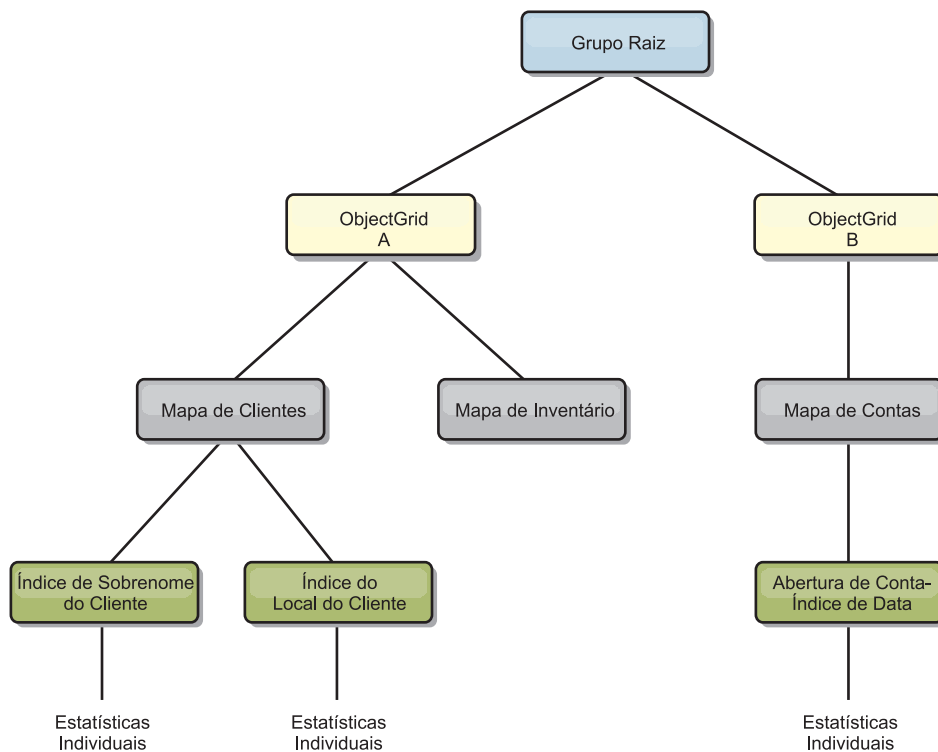 Grupo Raiz
ObjectGrid
A
ObjectGrid
B
Mapa de Clientes
Mapa de Inventário
Mapa de Contas
Índice de Sobrenome
do Cliente
Índice do
Local do Cliente
Abertura de Conta-
Índice de Data
Estatísticas
Individuais
Estatísticas
Individuais
Estatísticas
Individuais